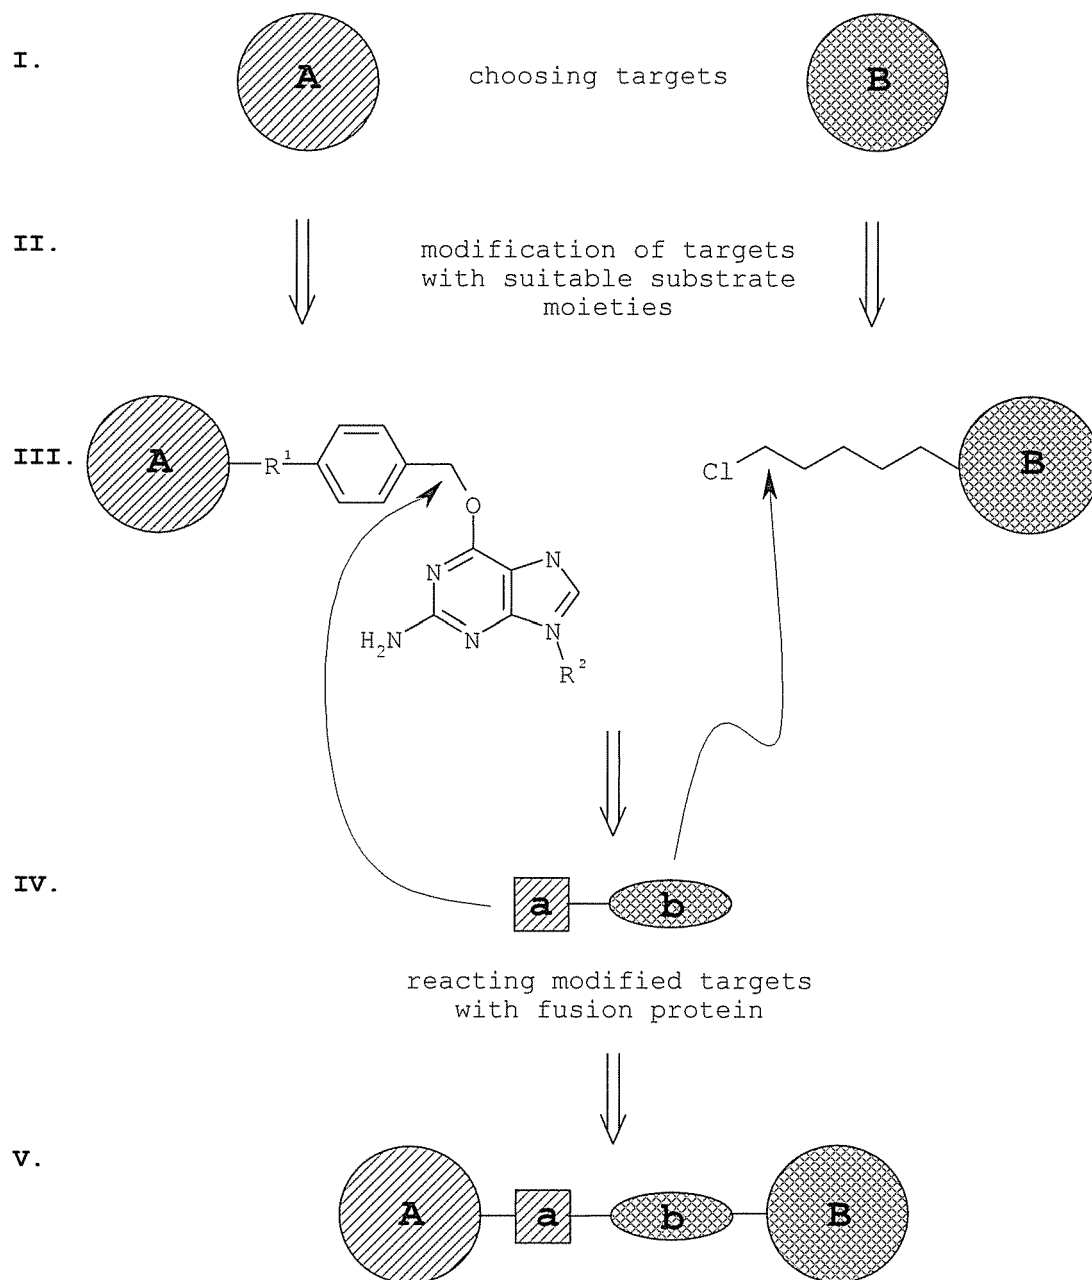 I.
A
choosing targets
B
II.
modification of targets
with suitable substrate
moieties
III.
A
R¹
O
N
N
N
N
H₂N
R²
Cl
B
IV.
a
b
reacting modified targets
with fusion protein
V.
A
a
b
B